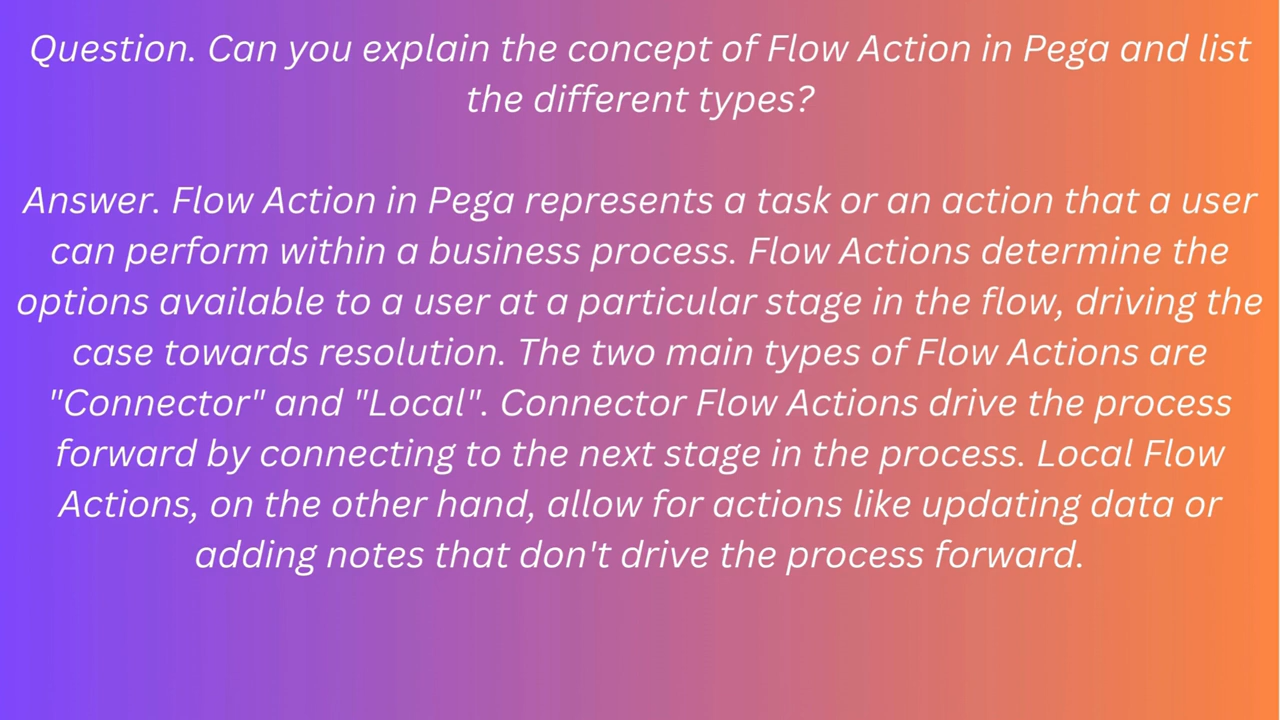 Question. Can you explain the concept of Flow Action in Pega and list
the different types?
Answer. Flow Action in Pega represents a task or an action that a user
can perform within a business process. Flow Actions determine the
options available to a user at a particular stage in the flow, driving the
case towards resolution. The two main types of Flow Actions are
"Connector" and "Local". Connector Flow Actions drive the process
forward by connecting to the next stage in the process. Local Flow
Actions, on the other hand, allow for actions like updating data or
adding notes that don't drive the process forward.